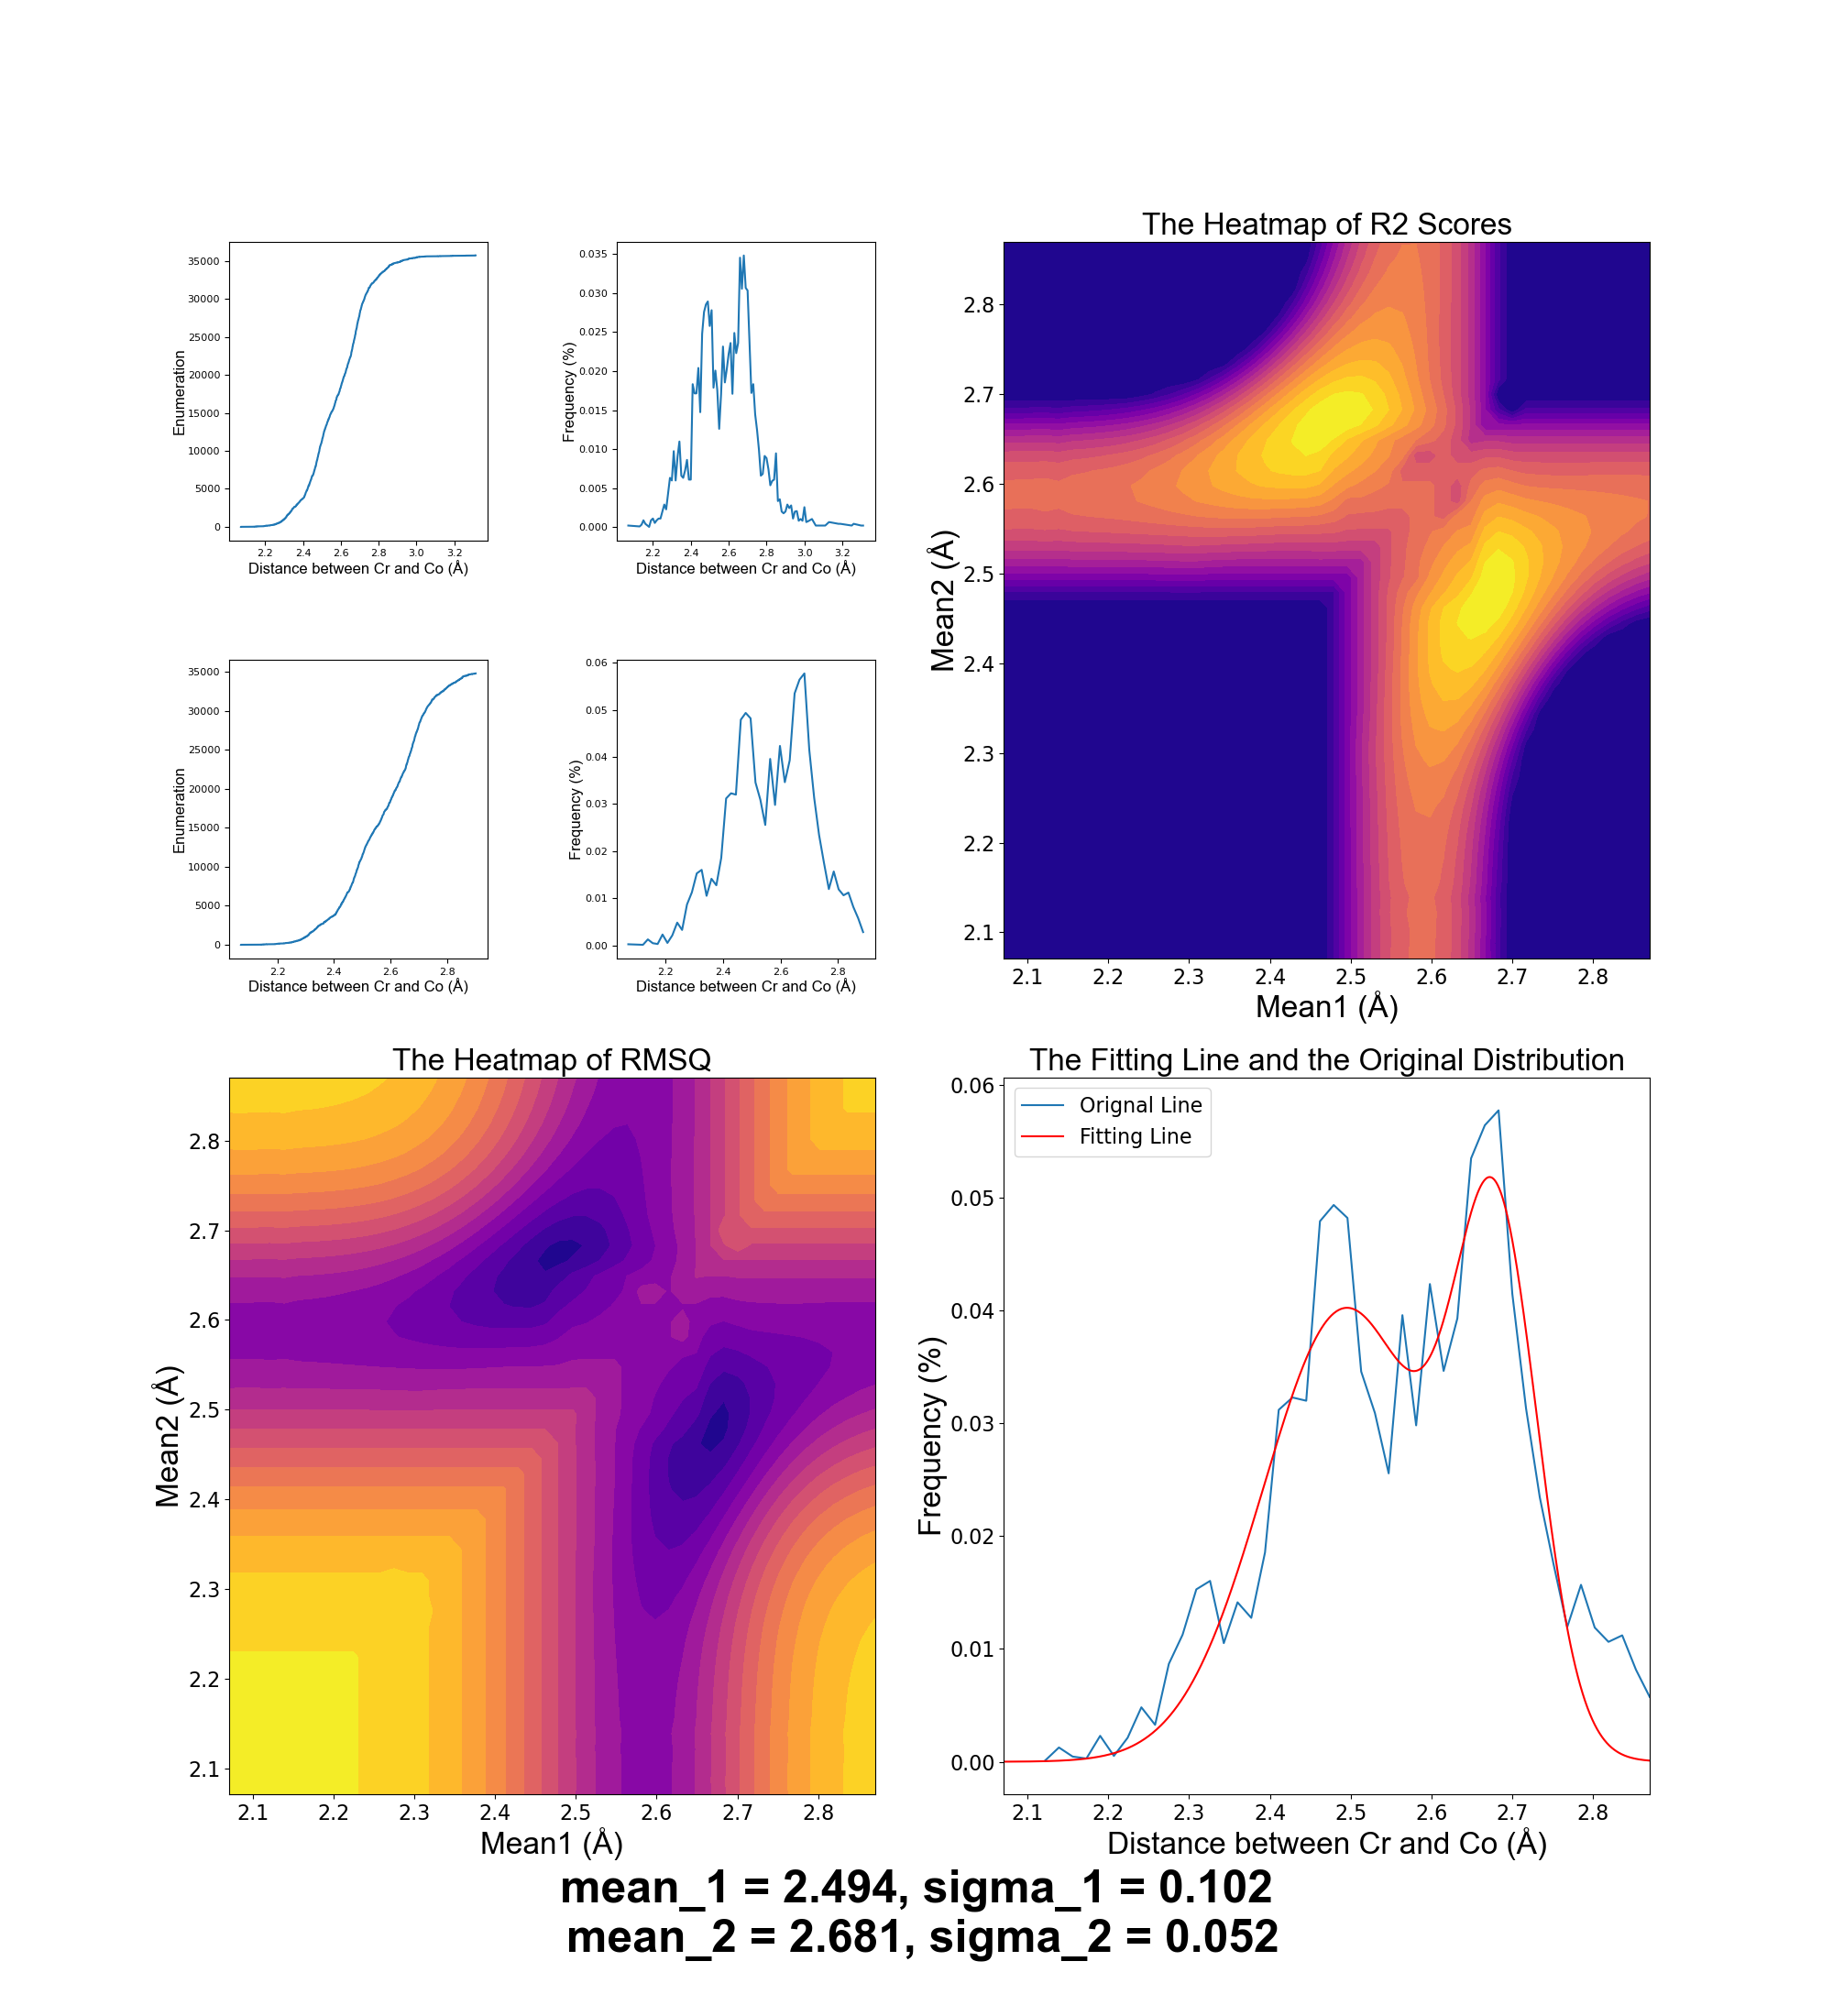 35000
30000
25000
20000
15000
10000
5000
0
Enumeration
2.2 2.4 2.6 2.8 3.0 3.2
Distance between Cr and Co (Å)
0.035
0.030
0.025
0.020
0.015
0.010
0.005
0.000
Frequency (%)
2.2 2.4 2.6 2.8 3.0 3.2
Distance between Cr and Co (Å)
The Heatmap of R2 Scores
2.8
2.7
2.6
2.5
2.4
2.3
2.2
2.1
Mean2 (Å)
2.1 2.2 2.3 2.4 2.5 2.6 2.7 2.8
Mean1 (Å)
35000
30000
25000
20000
15000
10000
5000
0
Enumeration
2.2 2.4 2.6 2.8
Distance between Cr and Co (Å)
0.06
0.05
0.04
0.03
0.02
0.01
0.00
Frequency (%)
2.2 2.4 2.6 2.8
Distance between Cr and Co (Å)
The Heatmap of RMSQ
2.8
2.7
2.6
2.5
2.4
2.3
2.2
2.1
Mean2 (Å)
2.1 2.2 2.3 2.4 2.5 2.6 2.7 2.8
Mean1 (Å)
The Fitting Line and the Original Distribution
Orignal Line
Fitting Line
0.06
0.05
0.04
0.03
0.02
0.01
0.00
Frequency (%)
2.1 2.2 2.3 2.4 2.5 2.6 2.7 2.8
Distance between Cr and Co (Å)
mean_1 = 2.494, sigma_1 = 0.102
mean_2 = 2.681, sigma_2 = 0.052